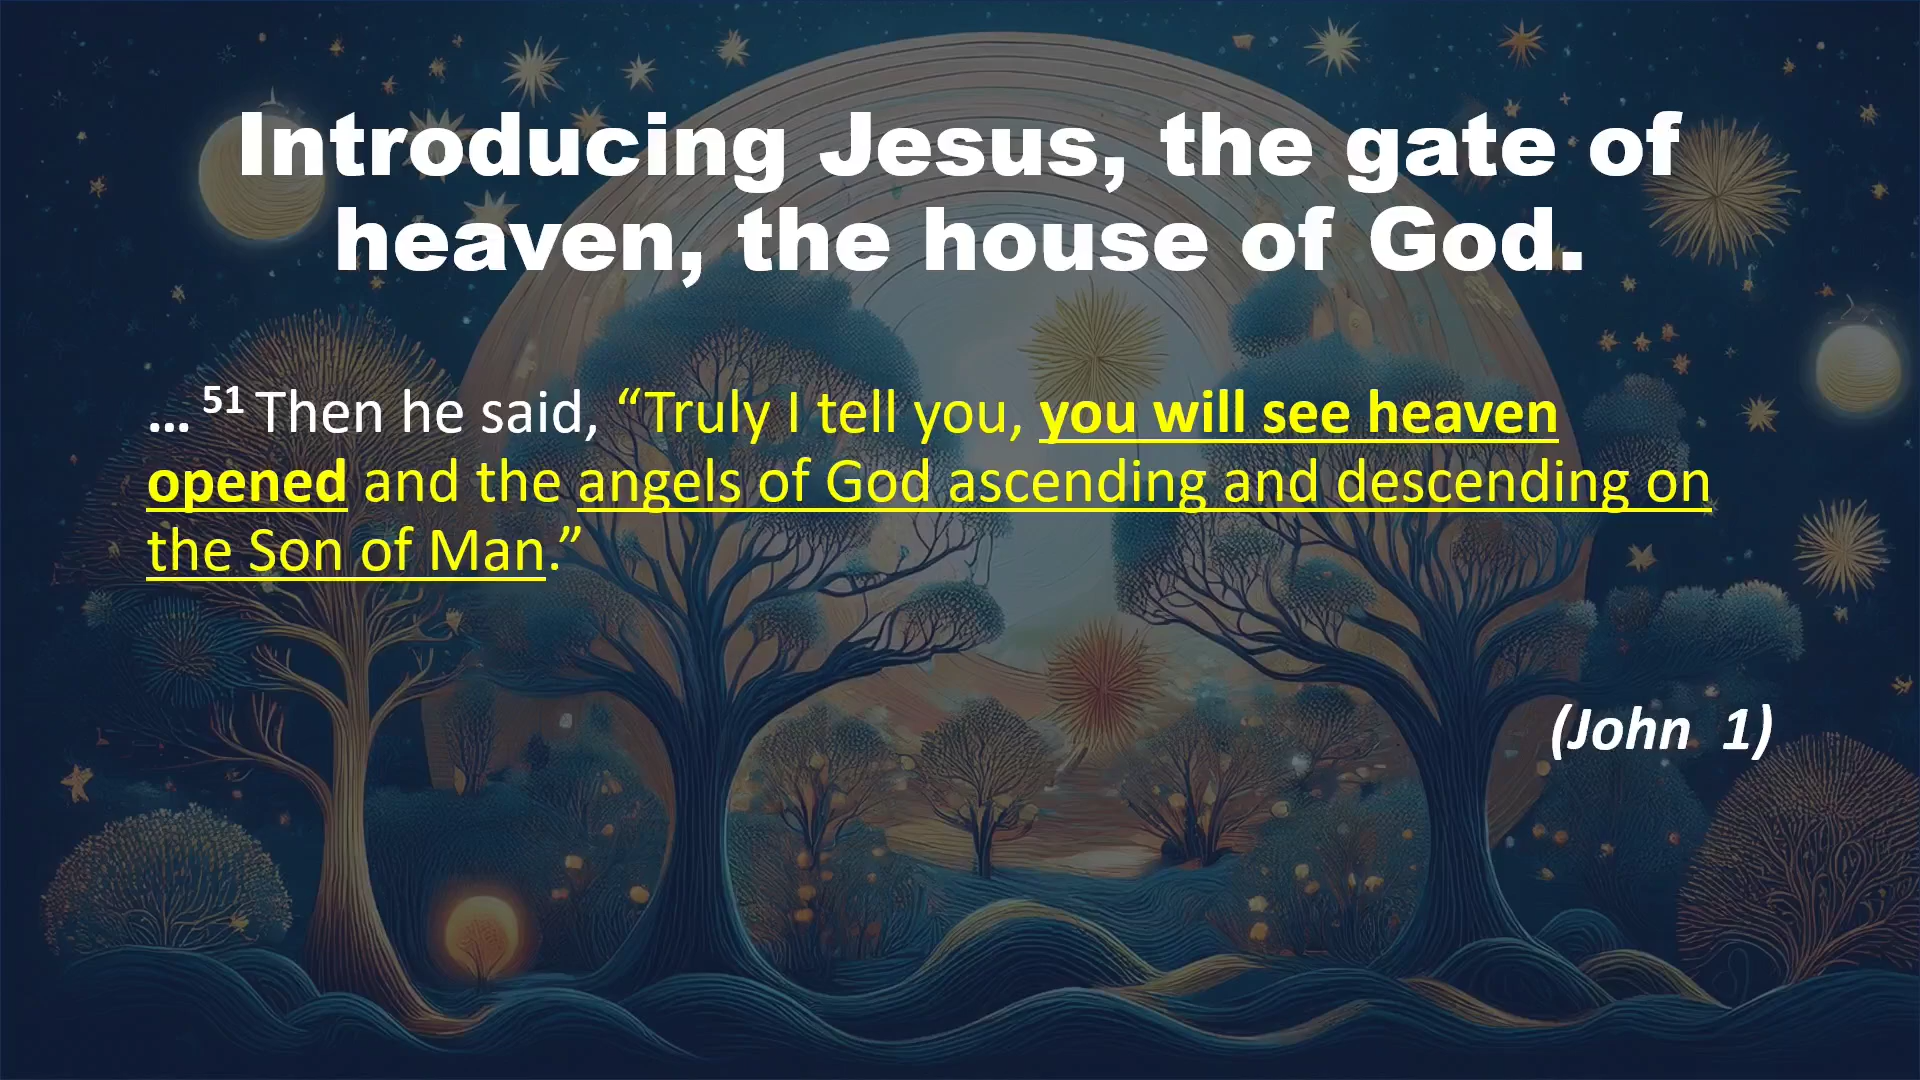 Introducing Jesus, the gate of
heaven, the house of God.
…51 Then he said, “Truly I tell you, you will see heaven
opened and the angels of God ascending and descending on
the Son of Man.”
(John 1)